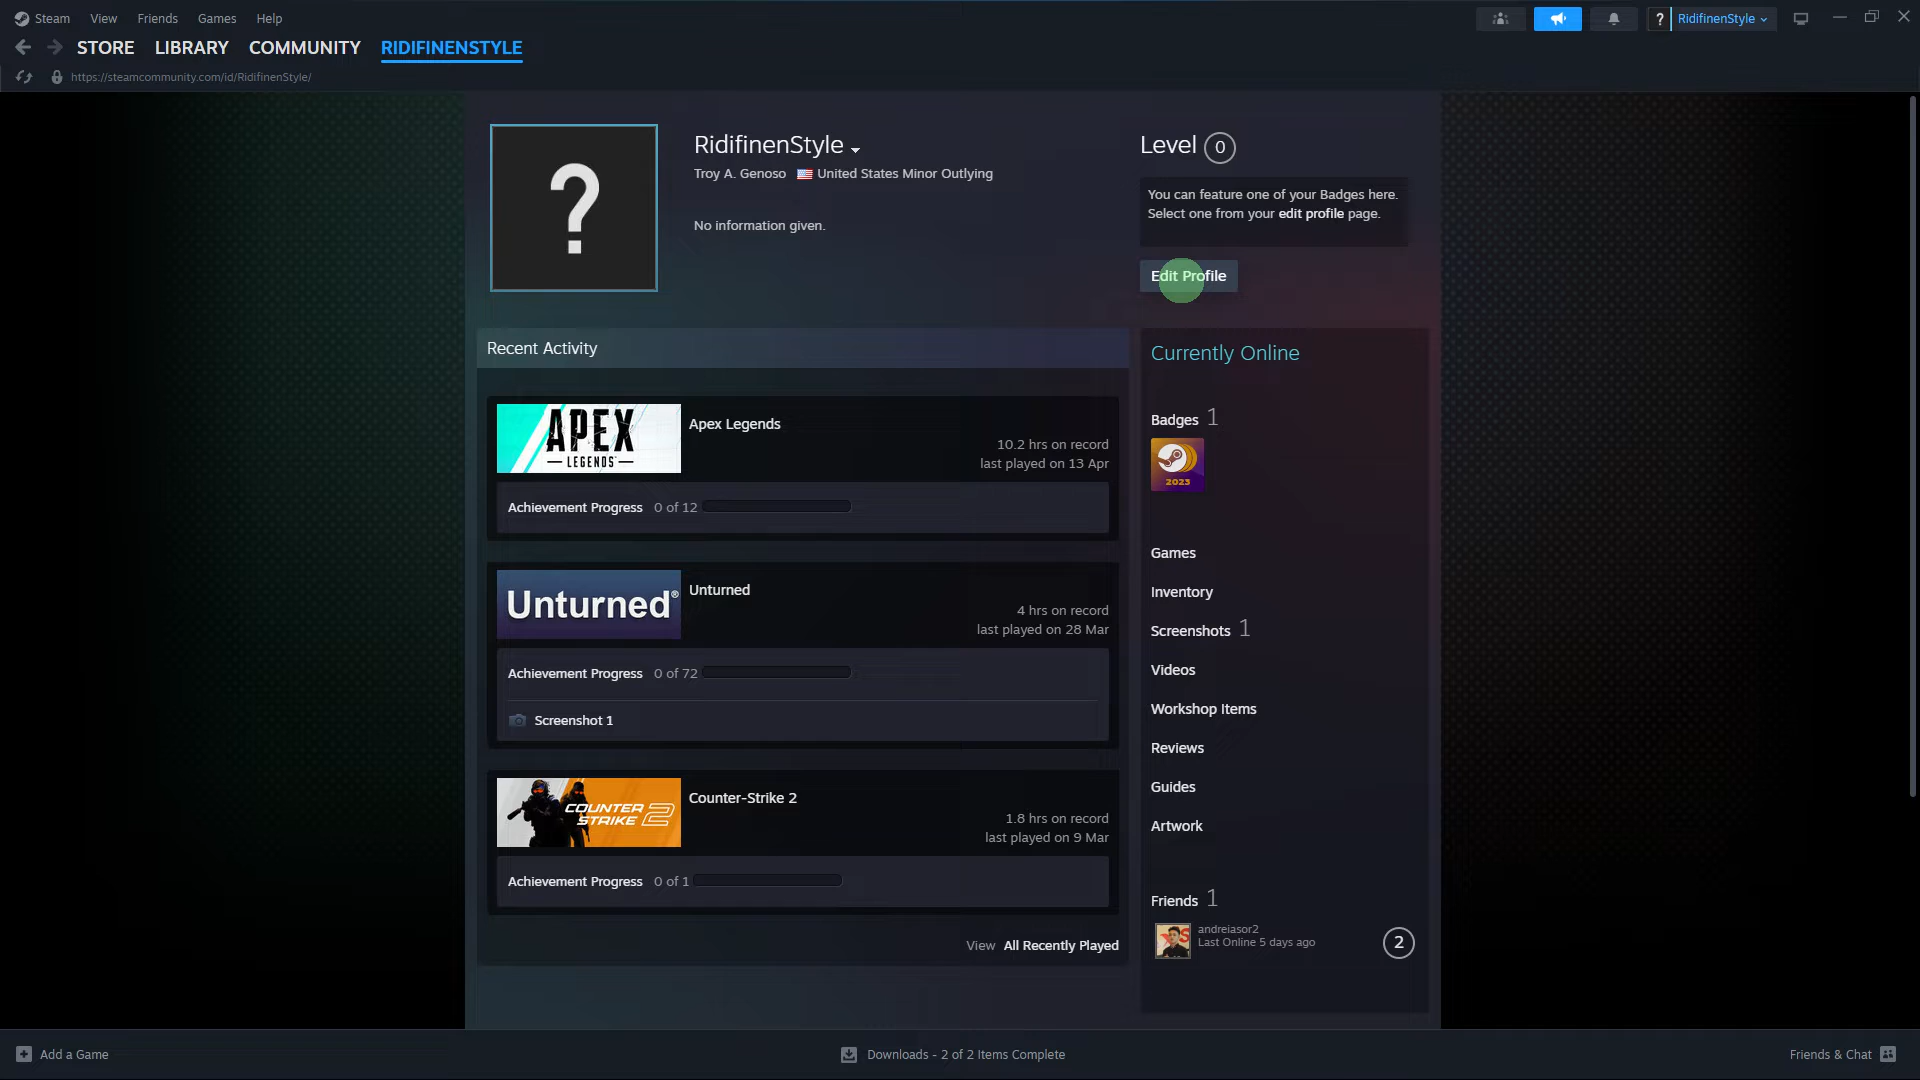 Steam View Friends Games Help
? RidifinenStyle
STORE LIBRARY COMMUNITY RIDIFINENSTYLE
https://steamcommunity.com/id/RidifinenStyle/
?
RidifinenStyle
Troy A. Genoso United States Minor Outlying
No information given.
Level 0
You can feature one of your Badges here.
Select one from your edit profile page.
Edit Profile
Recent Activity
APEX
LEGENDS
Apex Legends
10.2 hrs on record
last played on 13 Apr
Achievement Progress 0 of 12
Unturned®
Unturned
4 hrs on record
last played on 28 Mar
Achievement Progress 0 of 72
Screenshot 1
COUNTER
STRIKE 2
Counter-Strike 2
1.8 hrs on record
last played on 9 Mar
Achievement Progress 0 of 1
View All Recently Played
Currently Online
Badges 1
2023
Games
Inventory
Screenshots 1
Videos
Workshop Items
Reviews
Guides
Artwork
Friends 1
andreiasor2
Last Online 5 days ago
2
Add a Game
Downloads - 2 of 2 Items Complete
Friends & Chat